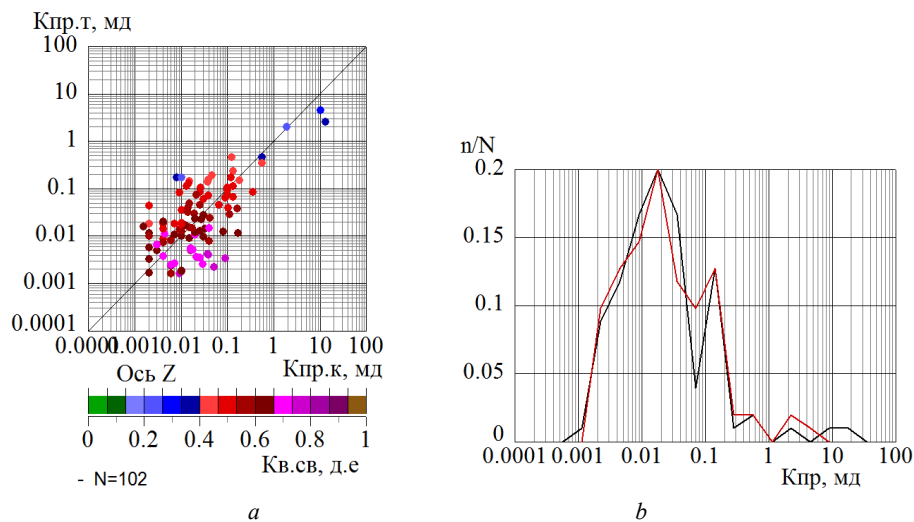 Кпр.т, мд
100
10
1
0.1
0.01
0.001
0.0001
0.0001 0.001 0.01 0.1 1 10 100
Кпр.к, мд
Ось Z
0 0.2 0.4 0.6 0.8 1
Кв.св, д.е
- N=102
a
n/N
0.2
0.15
0.1
0.05
0
0.0001 0.001 0.01 0.1 1 10 100
Кпр, мд
b